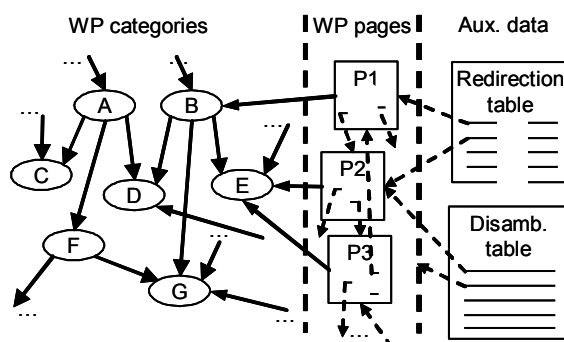 WP categories
WP pages
Aux. data
...
...
P1
Redirection
table
A
B
...
...
C
D
E
P2
Disamb.
table
F
...
P3
G
...
...
...